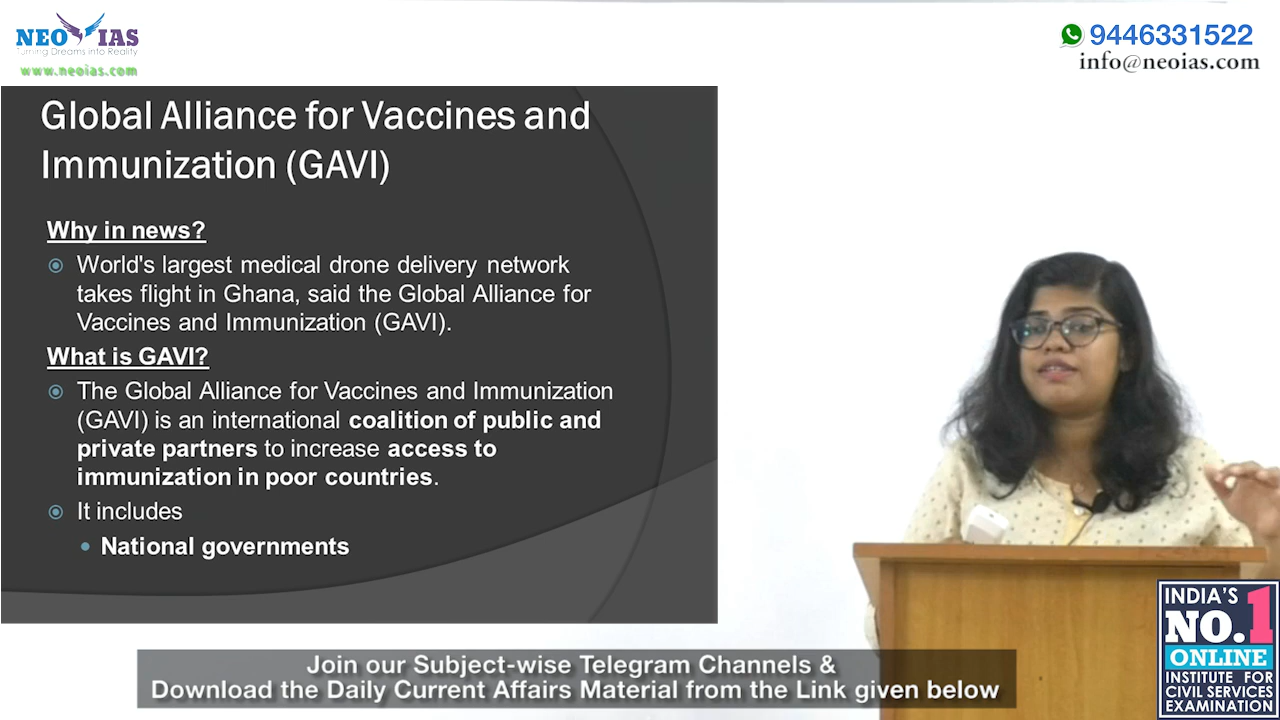 NEO IAS
Turning Dreams into Reality
www.neoias.com
9446331522
info@neoias.com
Global Alliance for Vaccines and
Immunization (GAVI)
Why in news?
World's largest medical drone delivery network
takes flight in Ghana, said the Global Alliance for
Vaccines and Immunization (GAVI).
What is GAVI?
The Global Alliance for Vaccines and Immunization
(GAVI) is an international coalition of public and
private partners to increase access to
immunization in poor countries.
It includes
National governments
INDIA'S
NO.1
ONLINE
INSTITUTE FOR
CIVIL SERVICES
EXAMINATION
Join our Subject-wise Telegram Channels &
Download the Daily Current Affairs Material from the Link given below